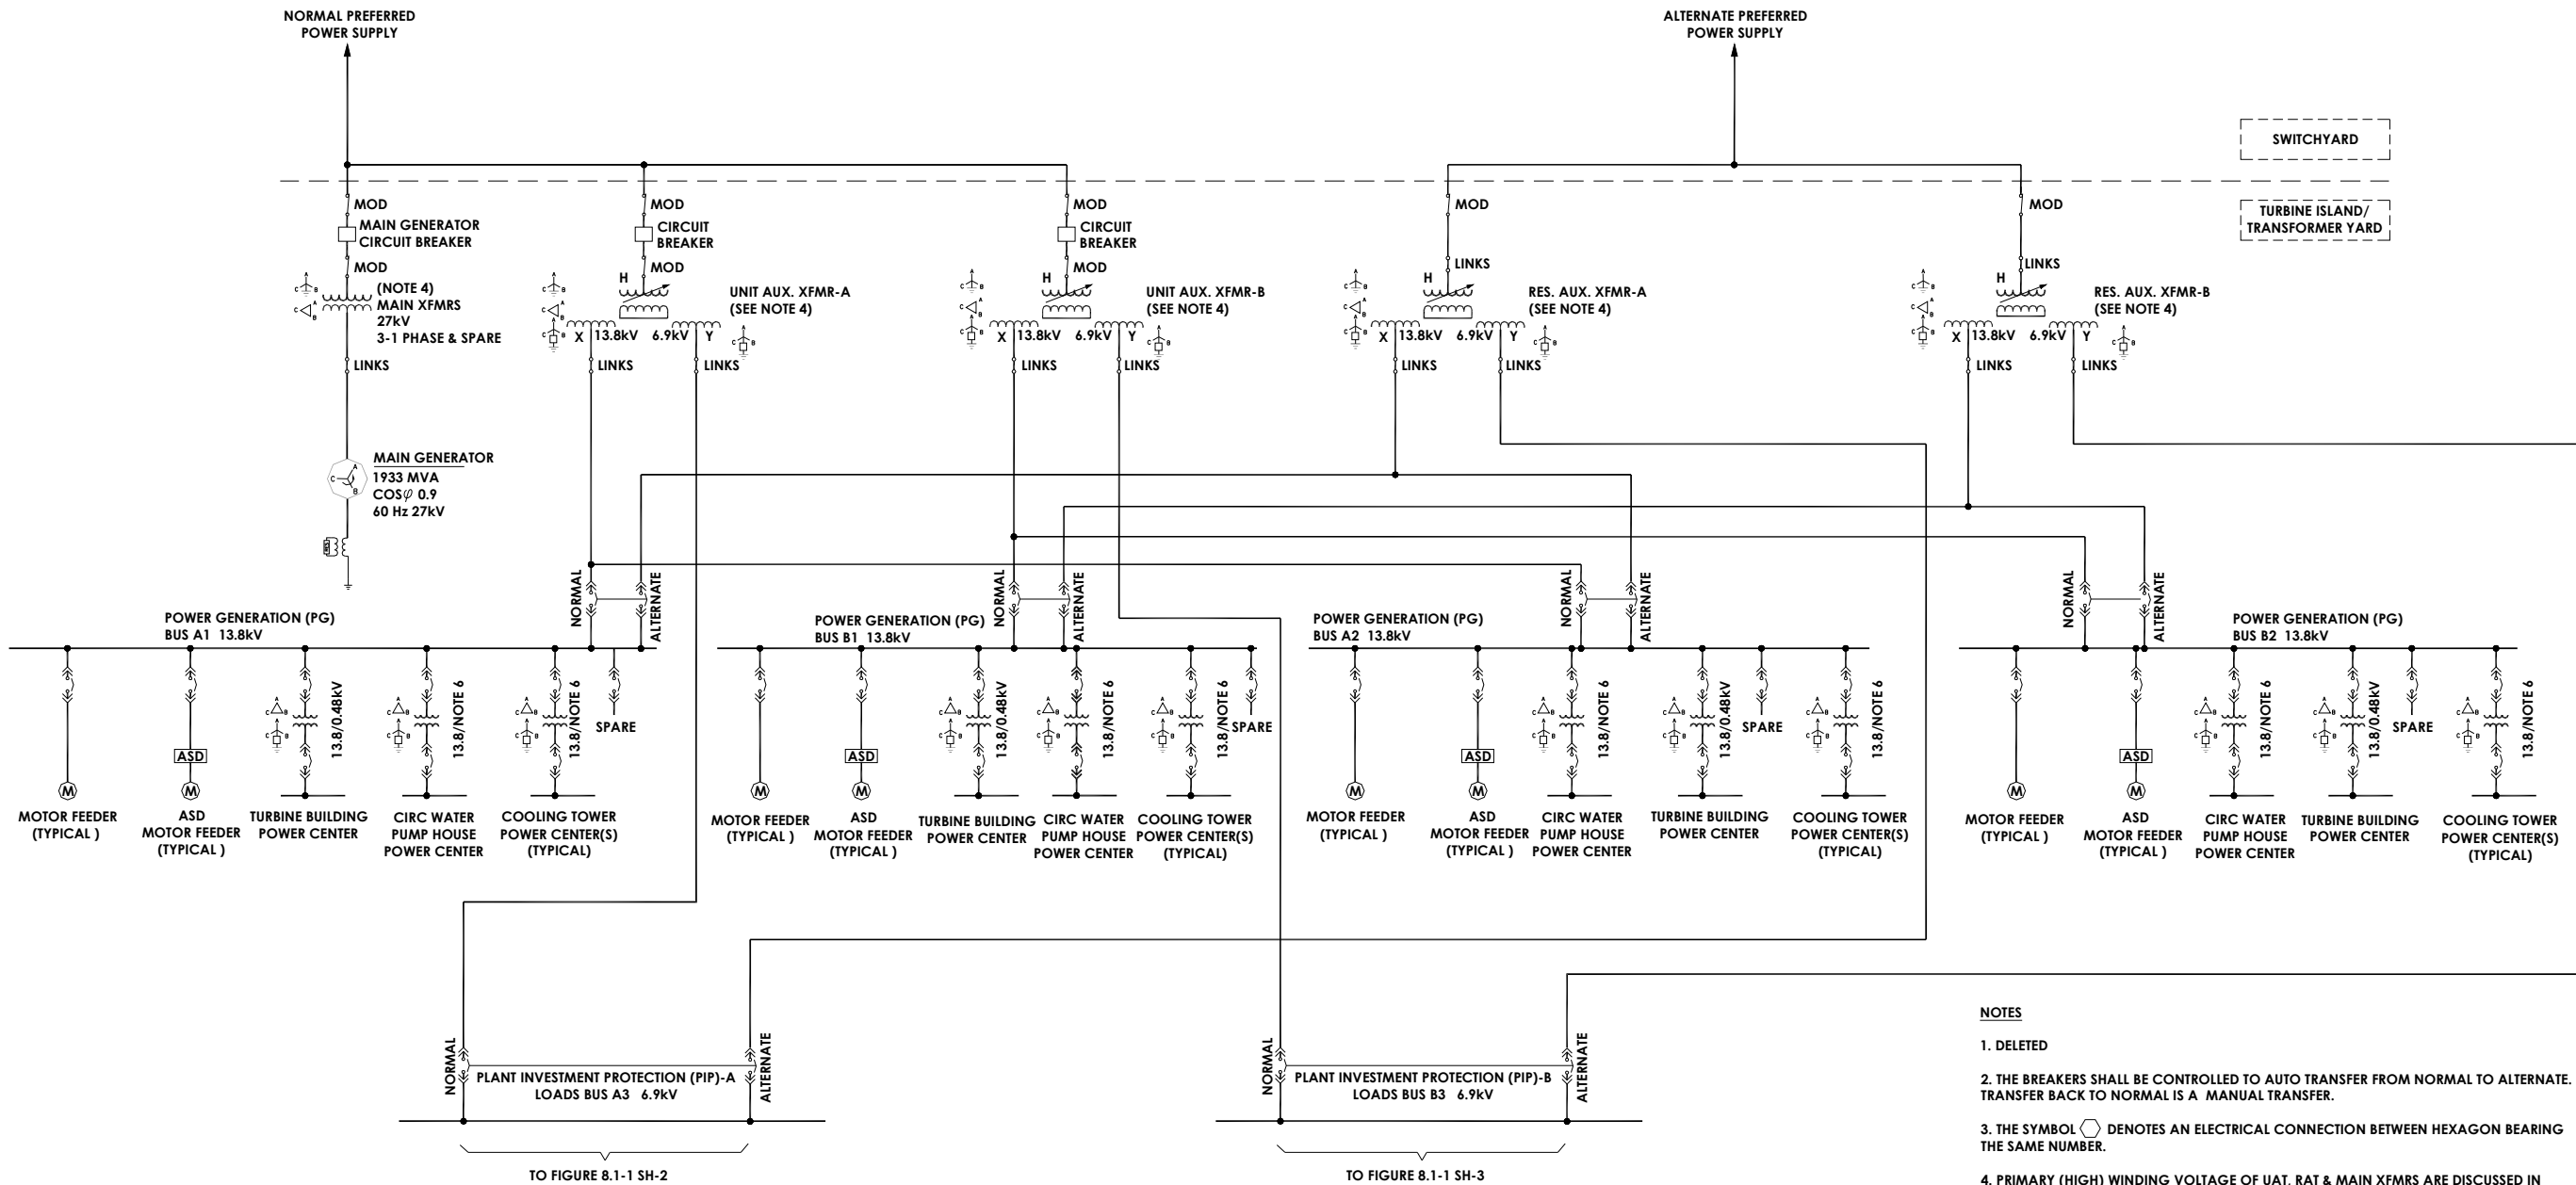 NORMAL PREFERRED
POWER SUPPLY
ALTERNATE PREFERRED
POWER SUPPLY
SWITCHYARD
TURBINE ISLAND/
TRANSFORMER YARD
MOD
MAIN GENERATOR
CIRCUIT BREAKER
MOD
(NOTE 4)
MAIN XFMRS
27kV
3-1 PHASE & SPARE
LINKS
A
C B
A
C B
MOD
CIRCUIT
BREAKER
MOD
H
UNIT AUX. XFMR-A
(SEE NOTE 4)
X 13.8kV 6.9kV Y
LINKS
LINKS
A
C B
A
C B
A
C B
A
C B
MOD
CIRCUIT
BREAKER
MOD
H
UNIT AUX. XFMR-B
(SEE NOTE 4)
X 13.8kV 6.9kV Y
LINKS
LINKS
A
C B
A
C B
A
C B
A
C B
MOD
LINKS
H
RES. AUX. XFMR-A
(SEE NOTE 4)
X 13.8kV 6.9kV Y
LINKS
LINKS
A
C B
A
C B
A
C B
A
C B
MOD
LINKS
H
RES. AUX. XFMR-B
(SEE NOTE 4)
X 13.8kV 6.9kV Y
LINKS
LINKS
A
C B
A
C B
A
C B
A
C B
MAIN GENERATOR
1933 MVA
COSφ 0.9
60 Hz 27kV
A
C
B
NORMAL
ALTERNATE
POWER GENERATION (PG)
BUS A1 13.8kV
13.8/0.48kV
13.8/NOTE 6
13.8/NOTE 6
SPARE
A
C B
A
C B
A
C B
A
C B
A
C B
A
C B
ASD
M
M
MOTOR FEEDER
(TYPICAL )
ASD
MOTOR FEEDER
(TYPICAL )
TURBINE BUILDING
POWER CENTER
CIRC WATER
PUMP HOUSE
POWER CENTER
COOLING TOWER
POWER CENTER(S)
(TYPICAL)
NORMAL
ALTERNATE
POWER GENERATION (PG)
BUS B1 13.8kV
13.8/0.48kV
13.8/NOTE 6
13.8/NOTE 6
SPARE
A
C B
A
C B
A
C B
A
C B
A
C B
A
C B
ASD
M
M
MOTOR FEEDER
(TYPICAL )
ASD
MOTOR FEEDER
(TYPICAL )
TURBINE BUILDING
POWER CENTER
CIRC WATER
PUMP HOUSE
POWER CENTER
COOLING TOWER
POWER CENTER(S)
(TYPICAL)
NORMAL
ALTERNATE
POWER GENERATION (PG)
BUS A2 13.8kV
13.8/NOTE 6
13.8/0.48kV
SPARE
13.8/NOTE 6
A
C B
A
C B
A
C B
A
C B
A
C B
A
C B
ASD
M
M
MOTOR FEEDER
(TYPICAL )
ASD
MOTOR FEEDER
(TYPICAL )
CIRC WATER
PUMP HOUSE
POWER CENTER
TURBINE BUILDING
POWER CENTER
COOLING TOWER
POWER CENTER(S)
(TYPICAL)
NORMAL
ALTERNATE
POWER GENERATION (PG)
BUS B2 13.8kV
13.8/NOTE 6
13.8/0.48kV
SPARE
13.8/NOTE 6
A
C B
A
C B
A
C B
A
C B
A
C B
A
C B
ASD
M
M
MOTOR FEEDER
(TYPICAL )
ASD
MOTOR FEEDER
(TYPICAL )
CIRC WATER
PUMP HOUSE
POWER CENTER
TURBINE BUILDING
POWER CENTER
COOLING TOWER
POWER CENTER(S)
(TYPICAL)
NORMAL
PLANT INVESTMENT PROTECTION (PIP)-A
LOADS BUS A3 6.9kV
ALTERNATE
TO FIGURE 8.1-1 SH-2
NORMAL
PLANT INVESTMENT PROTECTION (PIP)-B
LOADS BUS B3 6.9kV
ALTERNATE
TO FIGURE 8.1-1 SH-3
NOTES
1. DELETED
2. THE BREAKERS SHALL BE CONTROLLED TO AUTO TRANSFER FROM NORMAL TO ALTERNATE.
TRANSFER BACK TO NORMAL IS A MANUAL TRANSFER.
3. THE SYMBOL DENOTES AN ELECTRICAL CONNECTION BETWEEN HEXAGON BEARING
THE SAME NUMBER.
4. PRIMARY (HIGH) WINDING VOLTAGE OF UAT, RAT & MAIN XFMRS ARE DISCUSSED IN